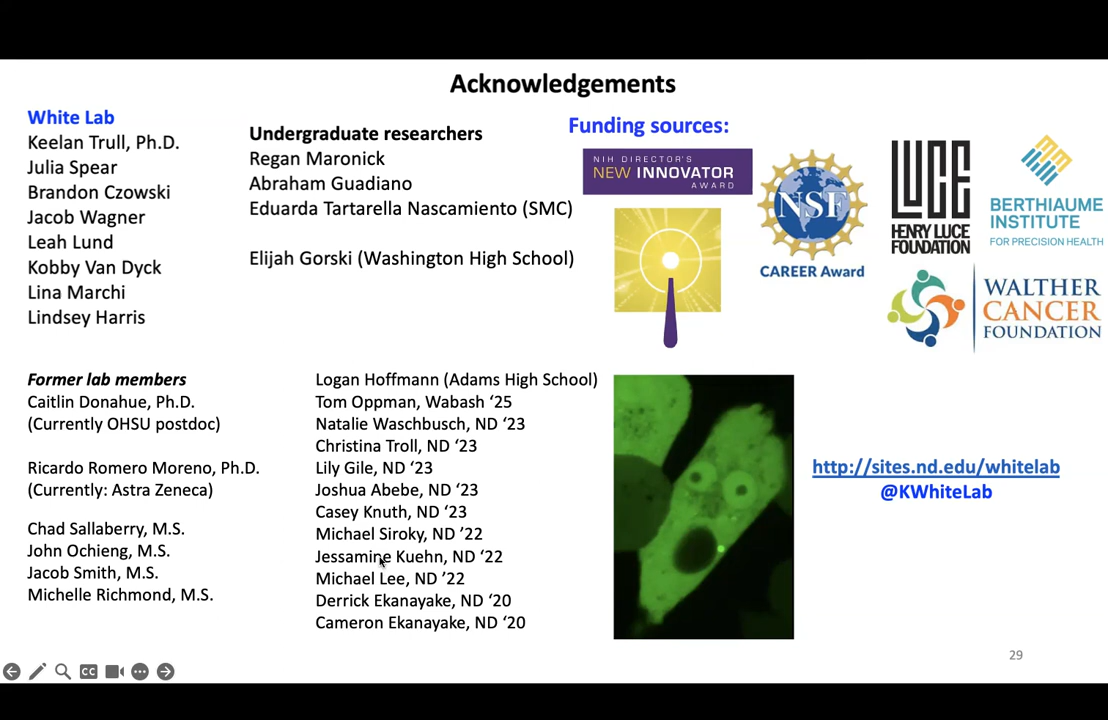 Acknowledgements
White Lab
Keelan Trull, Ph.D.
Julia Spear
Brandon Czowski
Jacob Wagner
Leah Lund
Kobby Van Dyck
Lina Marchi
Lindsey Harris
Undergraduate researchers
Regan Maronick
Abraham Guadiano
Eduarda Tartarella Nascamiento (SMC)
Elijah Gorski (Washington High School)
Funding sources:
NIH DIRECTOR'S
NEW INNOVATOR
AWARD
NSF
CAREER Award
LUCE
HENRY LUCE
FOUNDATION
BERTHIAUME
INSTITUTE
FOR PRECISION HEALTH
WALTHER
CANCER
FOUNDATION
Former lab members
Caitlin Donahue, Ph.D.
(Currently OHSU postdoc)
Ricardo Romero Moreno, Ph.D.
(Currently: Astra Zeneca)
Chad Sallaberry, M.S.
John Ochieng, M.S.
Jacob Smith, M.S.
Michelle Richmond, M.S.
Logan Hoffmann (Adams High School)
Tom Oppman, Wabash ‘25
Natalie Waschbusch, ND ‘23
Christina Troll, ND ‘23
Lily Gile, ND ‘23
Joshua Abebe, ND ‘23
Casey Knuth, ND ‘23
Michael Siroky, ND ’22
Jessamine Kuehn, ND ‘22
Michael Lee, ND ’22
Derrick Ekanayake, ND ‘20
Cameron Ekanayake, ND ‘20
http://sites.nd.edu/whitelab
@KWhiteLab
29
CC